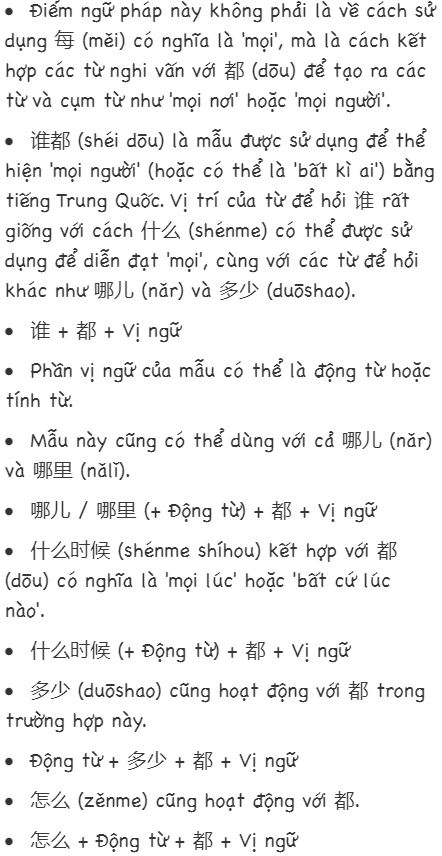 • Điểm ngữ pháp này không phải là về cách sử
dụng 每 (měi) có nghĩa là 'mọi', mà là cách kết
hợp các từ nghi vấn với 都 (dōu) để tạo ra các
từ và cụm từ như 'mọi nơi' hoặc 'mọi người'.
• 谁都 (shéi dōu) là mẫu được sử dụng để thể
hiện 'mọi người' (hoặc có thể là 'bất kì ai') bằng
tiếng Trung Quốc. Vị trí của từ để hỏi 谁 rất
giống với cách 什么 (shénme) có thể được sử
dụng để diễn đạt 'mọi', cùng với các từ để hỏi
khác như 哪儿 (nǎr) và 多少 (duōshao).
• 谁 + 都 + Vị ngữ
• Phần vị ngữ của mẫu có thể là động từ hoặc
tính từ.
• Mẫu này cũng có thể dùng với cả 哪儿 (nǎr)
và 哪里 (nǎlǐ).
• 哪儿 / 哪里 (+ Động từ) + 都 + Vị ngữ
• 什么时候 (shénme shíhou) kết hợp với 都
(dōu) có nghĩa là 'mọi lúc' hoặc 'bất cứ lúc
nào'.
• 什么时候 (+ Động từ) + 都 + Vị ngữ
• 多少 (duōshao) cũng hoạt động với 都 trong
trường hợp này.
• Động từ + 多少 + 都 + Vị ngữ
• 怎么 (zěnme) cũng hoạt động với 都.
• 怎么 + Động từ + 都 + Vị ngữ